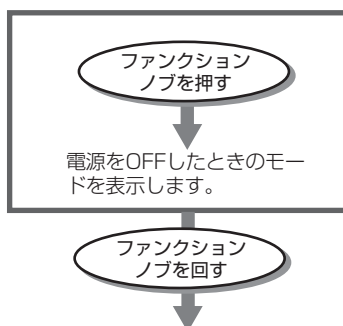 ファンクション
ノブを押す
電源をOFFしたときのモー
ドを表示します。
ファンクション
ノブを回す